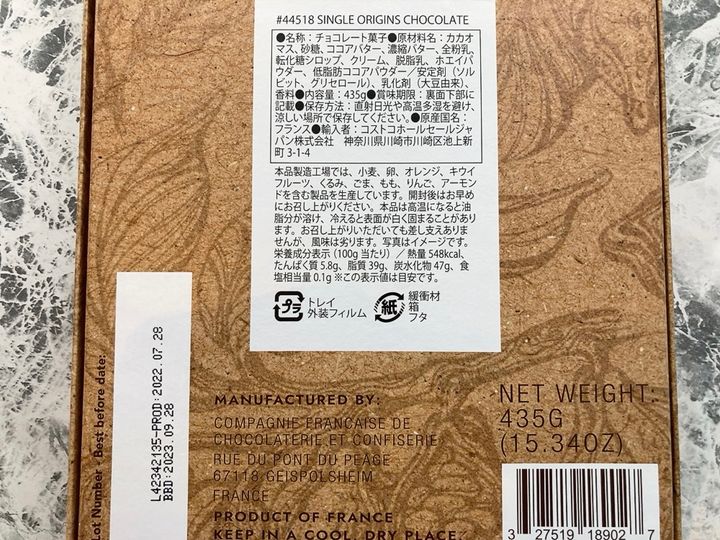 #44518 SINGLE ORIGINS CHOCOLATE
●名称：チョコレート菓子●原材料名：カカオ
マス、砂糖、ココアバター、濃縮バター、全粉乳、
転化糖シロップ、クリーム、脱脂乳、ホエイパ
ウダー、低脂肪ココアパウダー／安定剤（ソル
ビット、グリセロール）、乳化剤（大豆由来）、
香料●内容量：435g●賞味期限：裏面下部に
記載●保存方法：直射日光や高温多湿を避け、
涼しい場所で保存してください。●原産国名：
フランス●輸入者：コストコホールセールジャ
パン株式会社　神奈川県川崎市川崎区池上新
町 3-1-4
本品製造工場では、小麦、卵、オレンジ、キウイ
フルーツ、くるみ、ごま、もも、りんご、アーモン
ドを含む製品を生産しています。開封後はお早め
にお召し上がりください。本品は高温になると油
脂分が溶け、冷えると表面が白く固まることがあり
ます。お召し上がりいただいても差し支えありま
せんが、風味は劣ります。写真はイメージです。
栄養成分表示（100g 当たり）／熱量 548kcal、
たんぱく質 5.8g、脂質 39g、炭水化物 47g、食
塩相当量 0.1g ※この表示値は目安です。
プラ
トレイ
外装フィルム
紙
緩衝材
箱
フタ
Lot Number - Best before date:
L42342135-PROD:2022.07.28
BBD:2023.09.28
MANUFACTURED BY:
COMPAGNIE FRANCAISE DE
CHOCOLATERIE ET CONFISERIE
RUE DU PONT DU PEAGE
67118 GEISPOLSHEIM
FRANCE
PRODUCT OF FRANCE
KEEP IN A COOL, DRY PLACE.
NET WEIGHT:
435G
(15.34OZ)
3 27519 18902 7